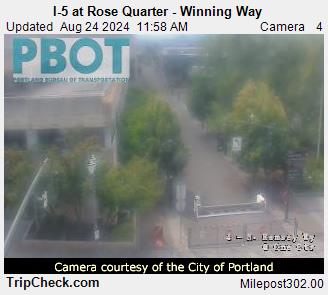 I-5 at Rose Quarter - Winning Way
Updated Aug 24 2024 11:58 AM Camera 4
PBOT
PORTLAND BUREAU OF TRANSPORTATION
Camera courtesy of the City of Portland
TripCheck.com Milepost302.00